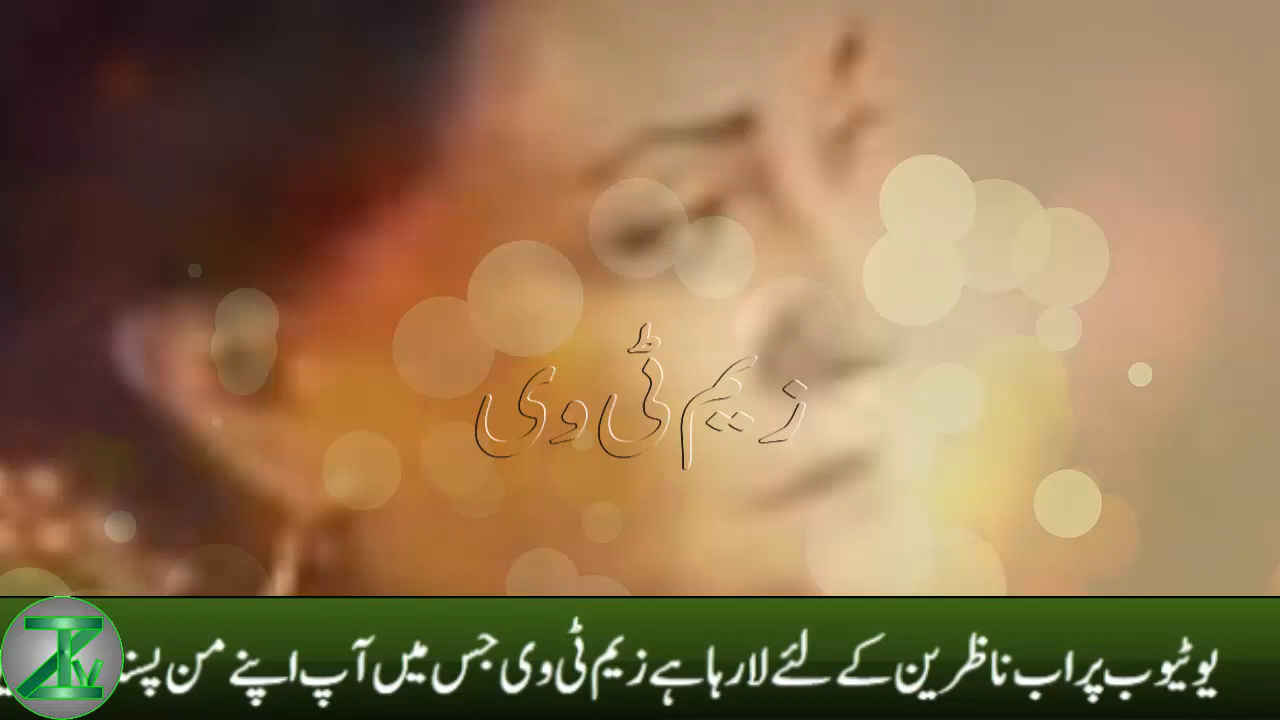 زیم ٹی وی
یوٹیوب پر اب ناظرین کے لئے لا رہا ہے زیم ٹی وی جس میں آپ اپنے من پسند